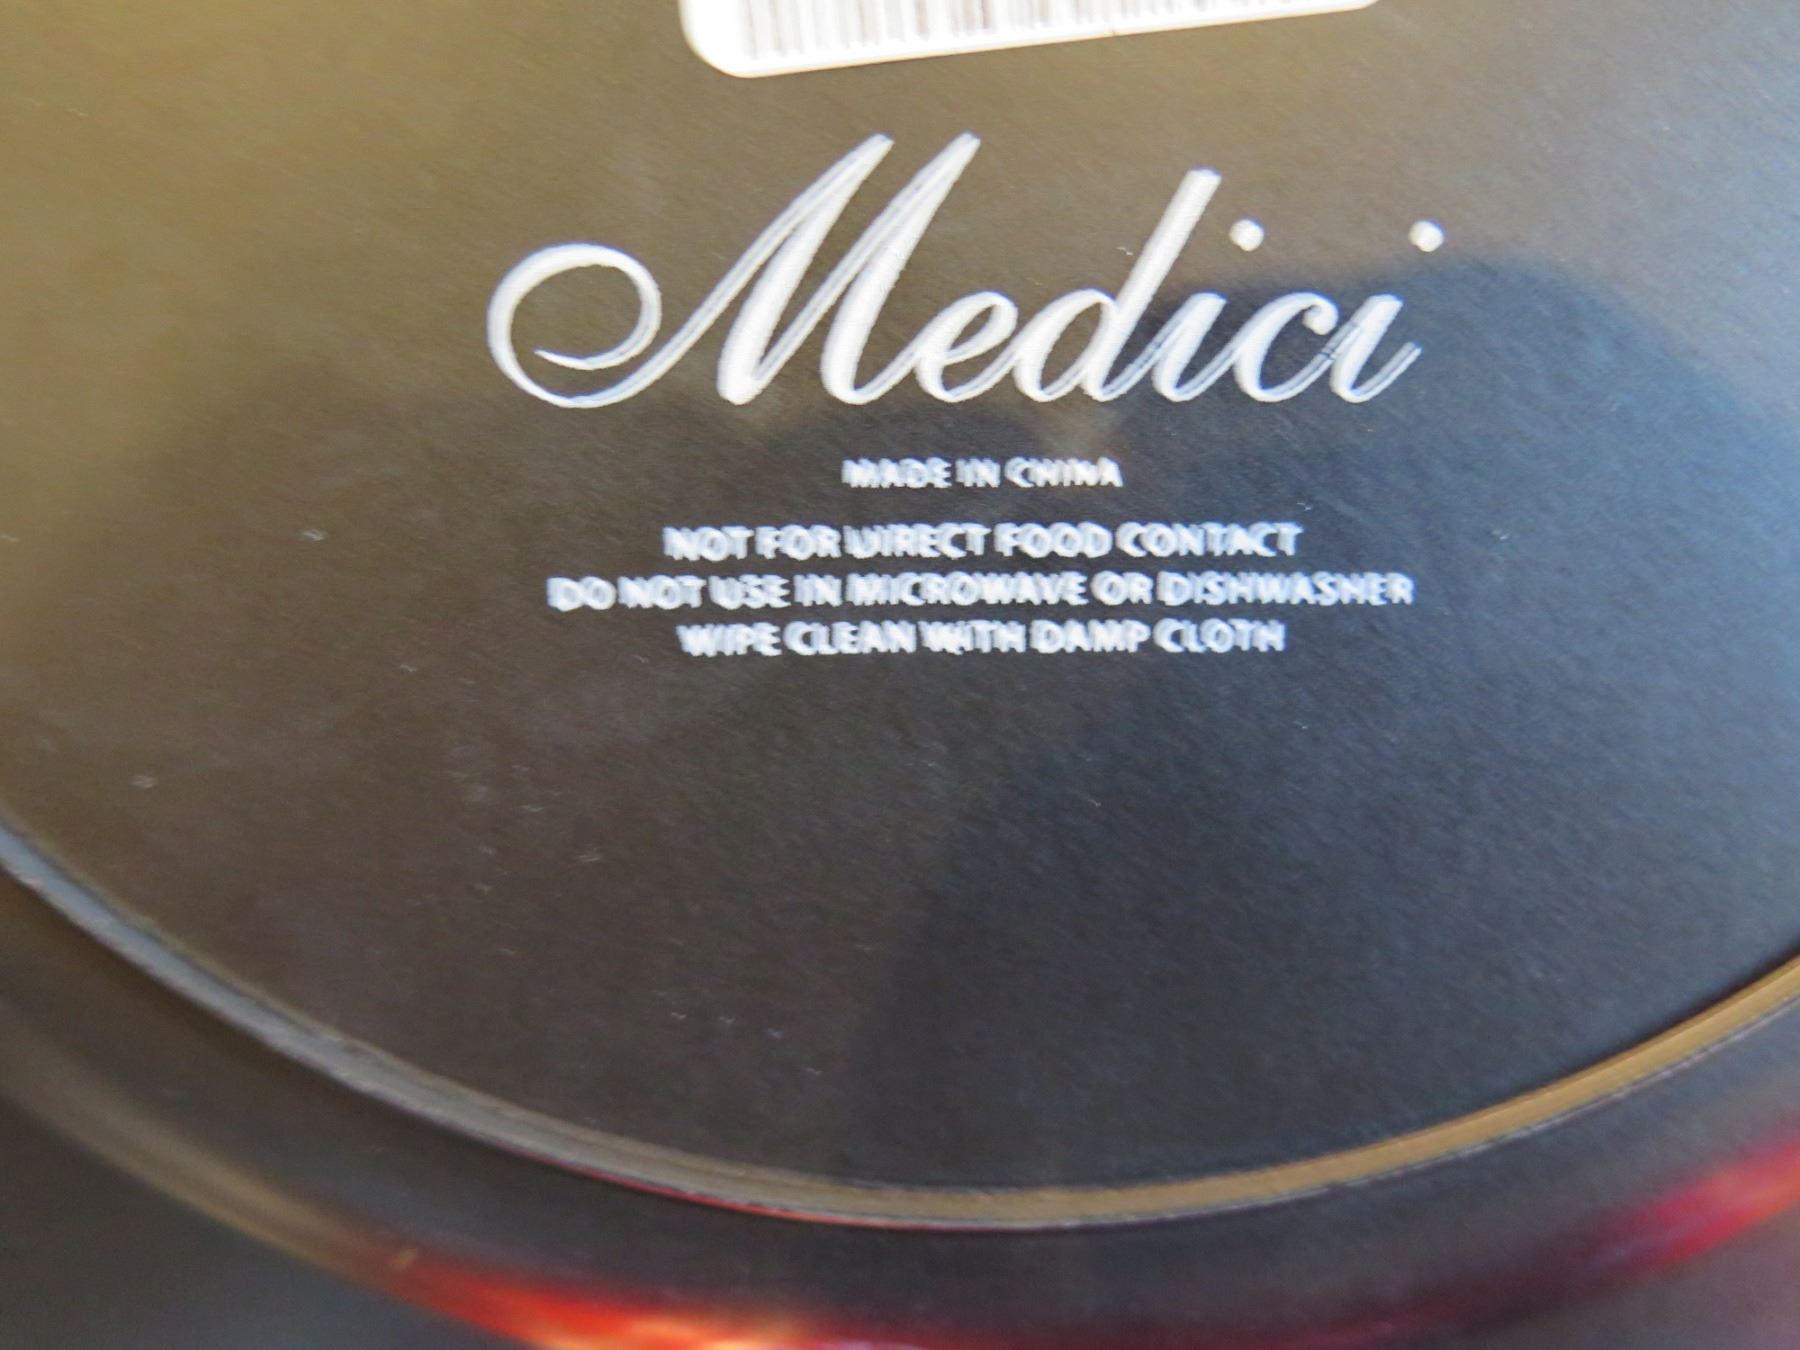 Medici
MADE IN CHINA
NOT FOR DIRECT FOOD CONTACT
DO NOT USE IN MICROWAVE OR DISHWASHER
WIPE CLEAN WITH DAMP CLOTH